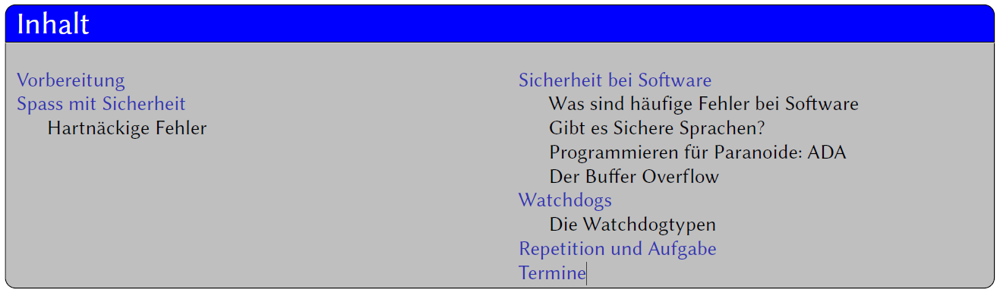 Inhalt
Vorbereitung
Spass mit Sicherheit
Hartnäckige Fehler
Sicherheit bei Software
Was sind häufige Fehler bei Software
Gibt es Sichere Sprachen?
Programmieren für Paranoide: ADA
Der Buffer Overflow
Watchdogs
Die Watchdogtypen
Repetition und Aufgabe
Termine